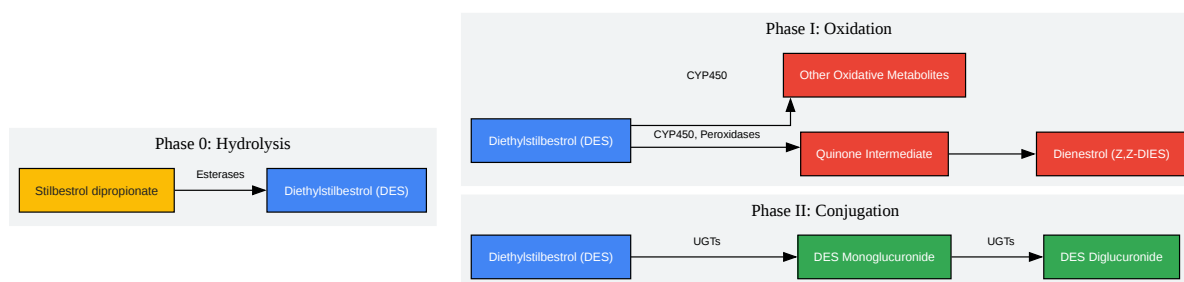 Phase 0: Hydrolysis
Stilbestrol dipropionate
Esterases
Diethylstilbestrol (DES)
Phase I: Oxidation
CYP450
Other Oxidative Metabolites
Diethylstilbestrol (DES)
CYP450, Peroxidases
Quinone Intermediate
Dienestrol (Z,Z-DIES)
Phase II: Conjugation
Diethylstilbestrol (DES)
UGTs
DES Monoglucuronide
UGTs
DES Diglucuronide